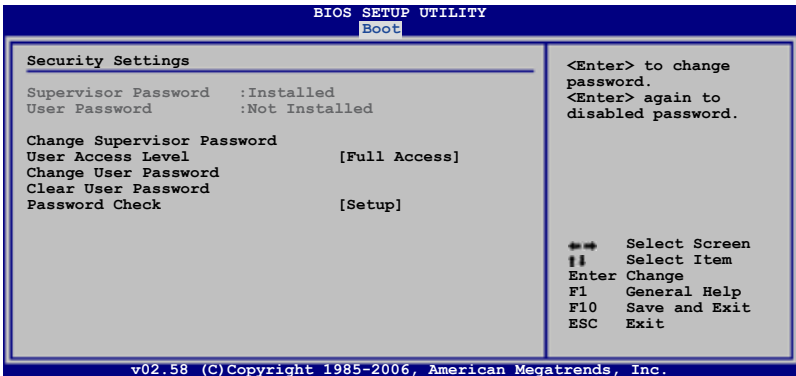 BIOS SETUP UTILITY
Boot
Security Settings
Supervisor Password :Installed
User Password :Not Installed
Change Supervisor Password
User Access Level [Full Access]
Change User Password
Clear User Password
Password Check [Setup]
<Enter> to change
password.
<Enter> again to
disabled password.
←→ Select Screen
↑↓ Select Item
Enter Change
F1 General Help
F10 Save and Exit
ESC Exit
v02.58 (C)Copyright 1985-2006, American Megatrends, Inc.